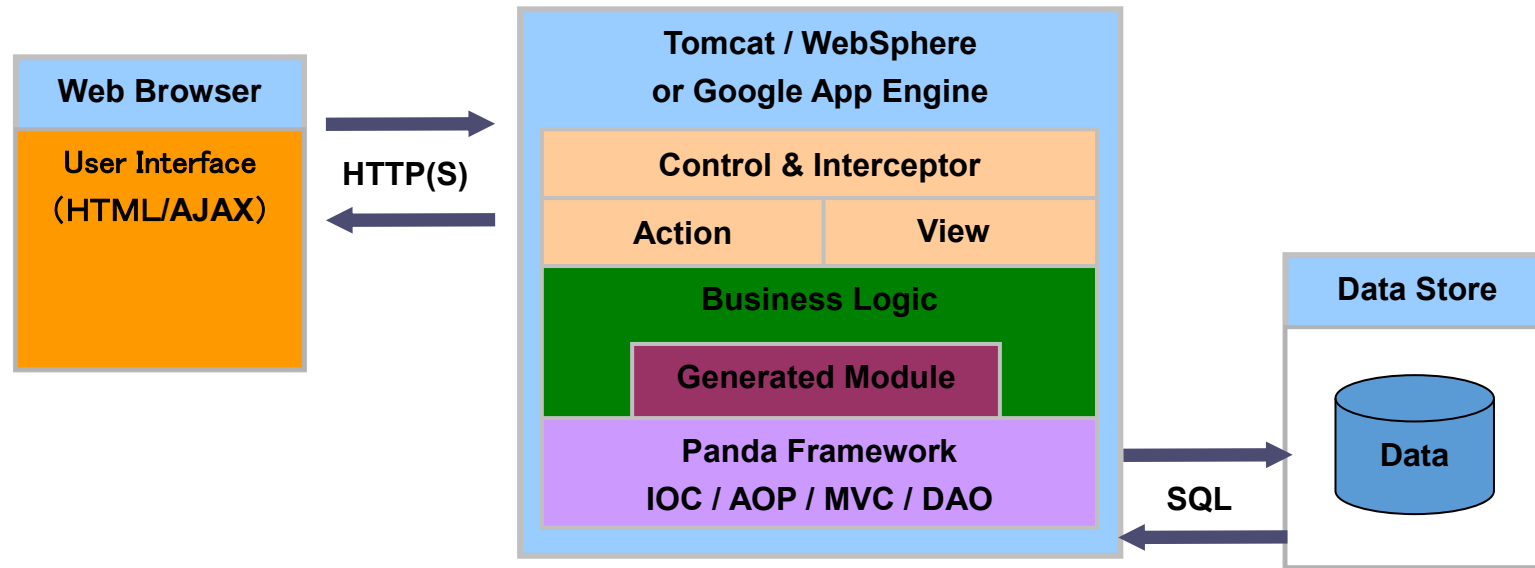 Web Browser
User Interface
（HTML/AJAX）
HTTP(S)
Tomcat / WebSphere
or Google App Engine
Control & Interceptor
Action
View
Business Logic
Generated Module
Panda Framework
IOC / AOP / MVC / DAO
SQL
Data Store
Data